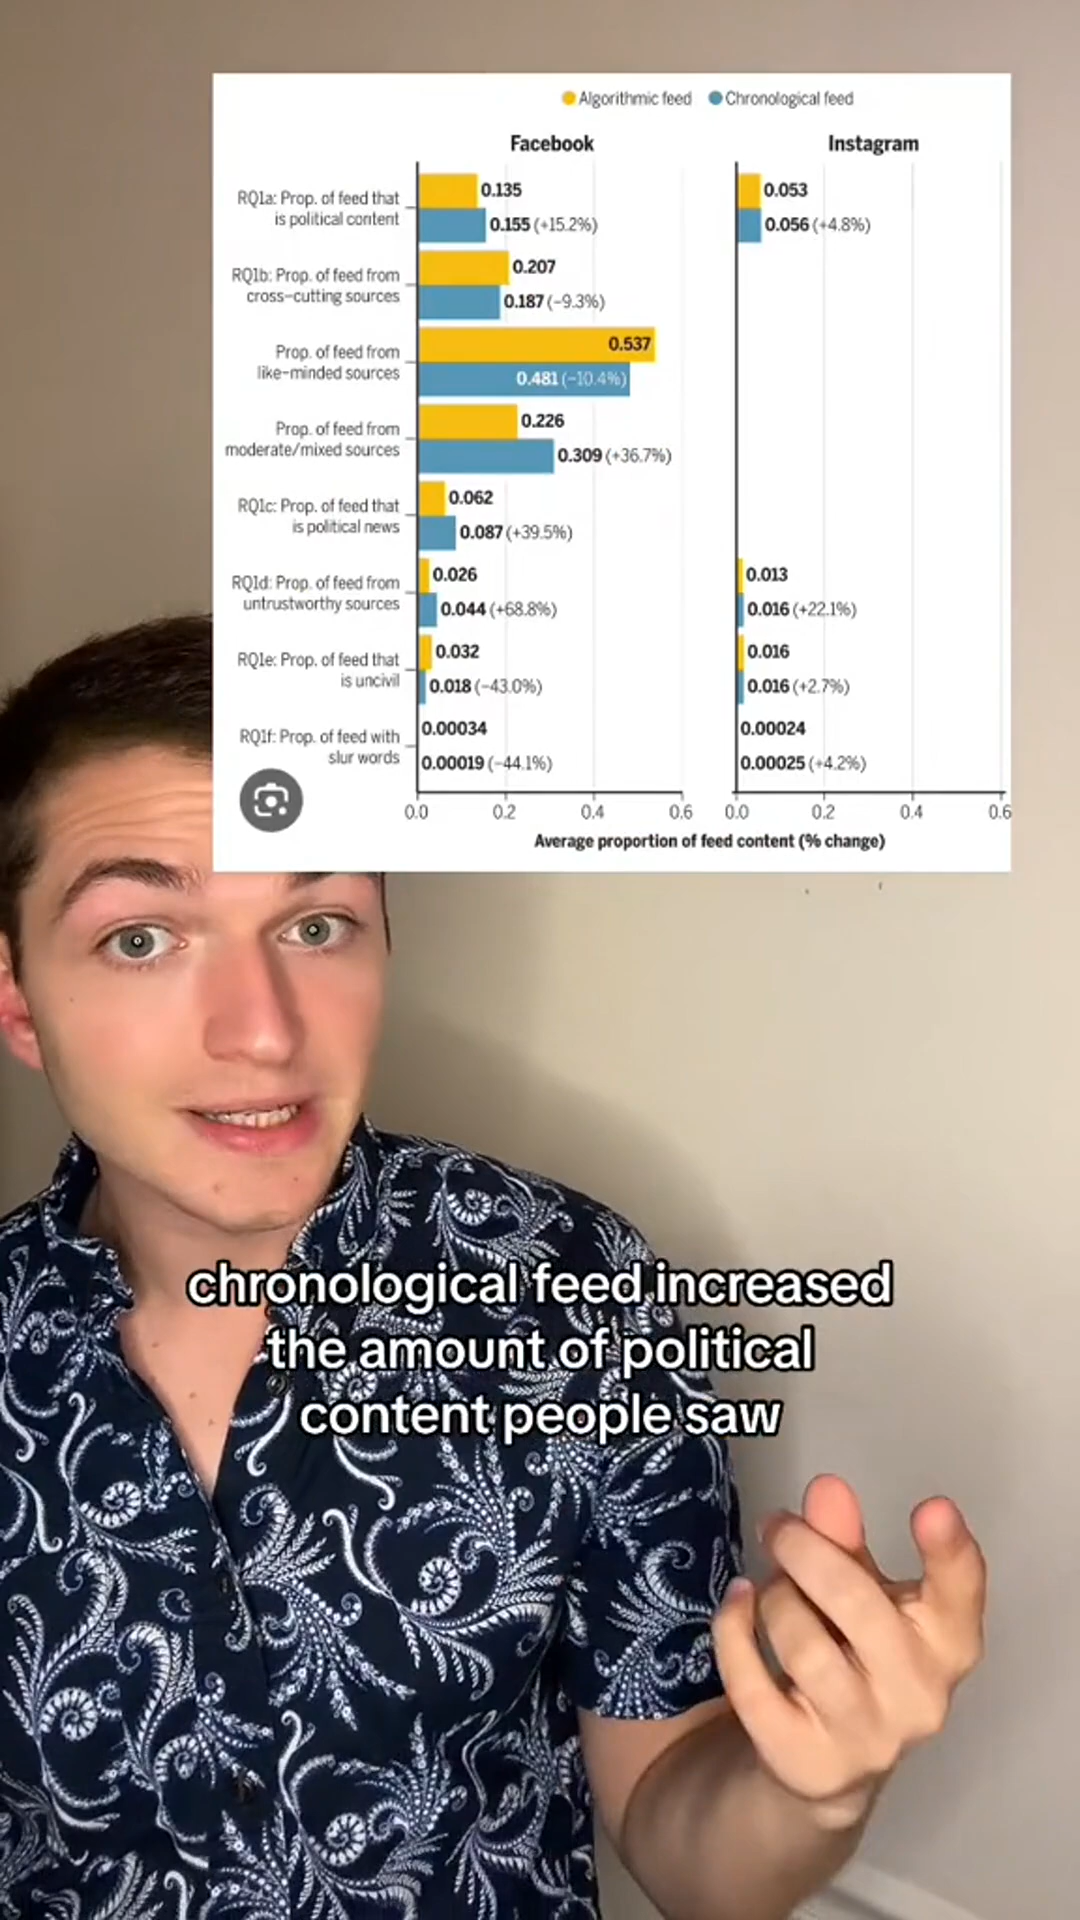 Algorithmic feed Chronological feed
Facebook Instagram
RQ1a: Prop. of feed that
is political content
0.135
0.155 (+15.2%)
0.053
0.056 (+4.8%)
RQ1b: Prop. of feed from
cross-cutting sources
0.207
0.187 (−9.3%)
Prop. of feed from
like-minded sources
0.537
0.481 (−10.4%)
Prop. of feed from
moderate/mixed sources
0.226
0.309 (+36.7%)
RQ1c: Prop. of feed that
is political news
0.062
0.087 (+39.5%)
RQ1d: Prop. of feed from
untrustworthy sources
0.026
0.044 (+68.8%)
0.013
0.016 (+22.1%)
RQ1e: Prop. of feed that
is uncivil
0.032
0.018 (−43.0%)
0.016
0.016 (+2.7%)
RQ1f: Prop. of feed with
slur words
0.00034
0.00019 (−44.1%)
0.00024
0.00025 (+4.2%)
0.0 0.2 0.4 0.6 0.0 0.2 0.4 0.6
Average proportion of feed content (% change)
chronological feed increased
the amount of political
content people saw